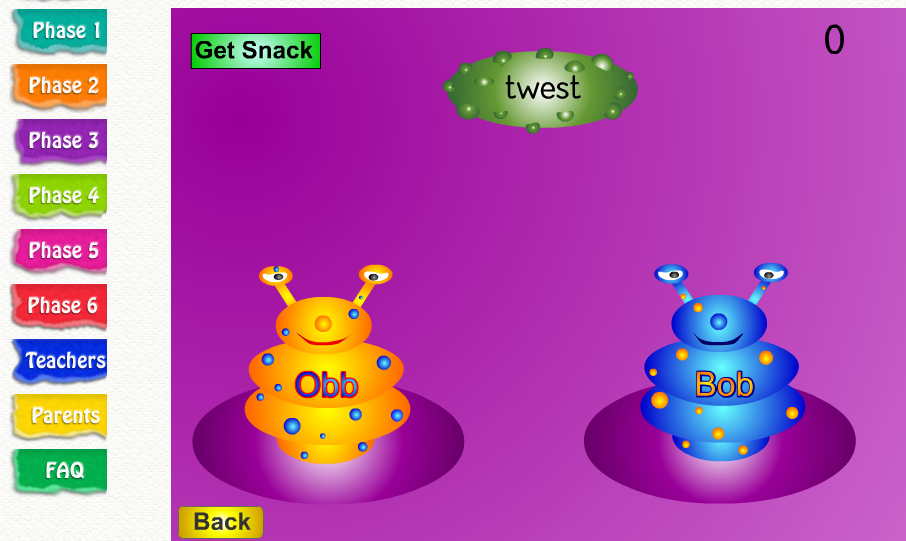 Phase 1
Phase 2
Phase 3
Phase 4
Phase 5
Phase 6
Teachers
Parents
FAQ
Get Snack
0
twest
Obb
Bob
Back